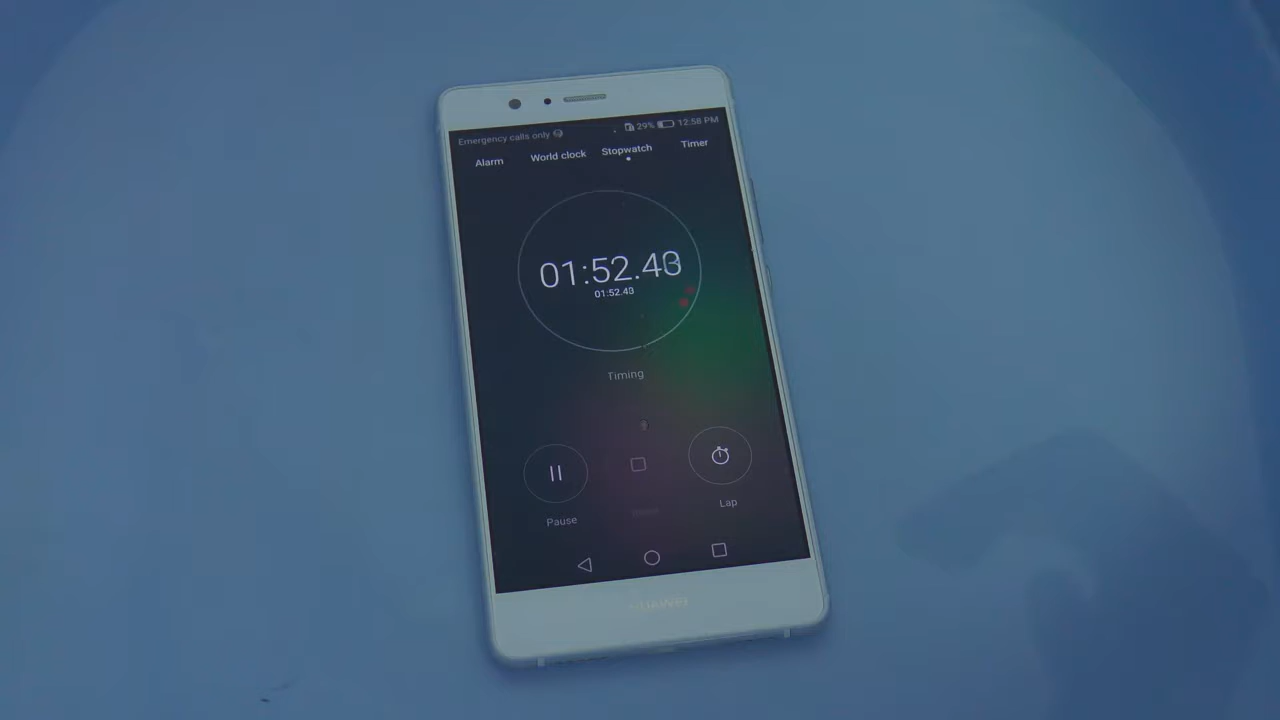 Emergency calls only
29% 12:58 PM
Alarm World clock Stopwatch Timer
01:52.43
01:52.43
Timing
Pause
Lap
HUAWEI